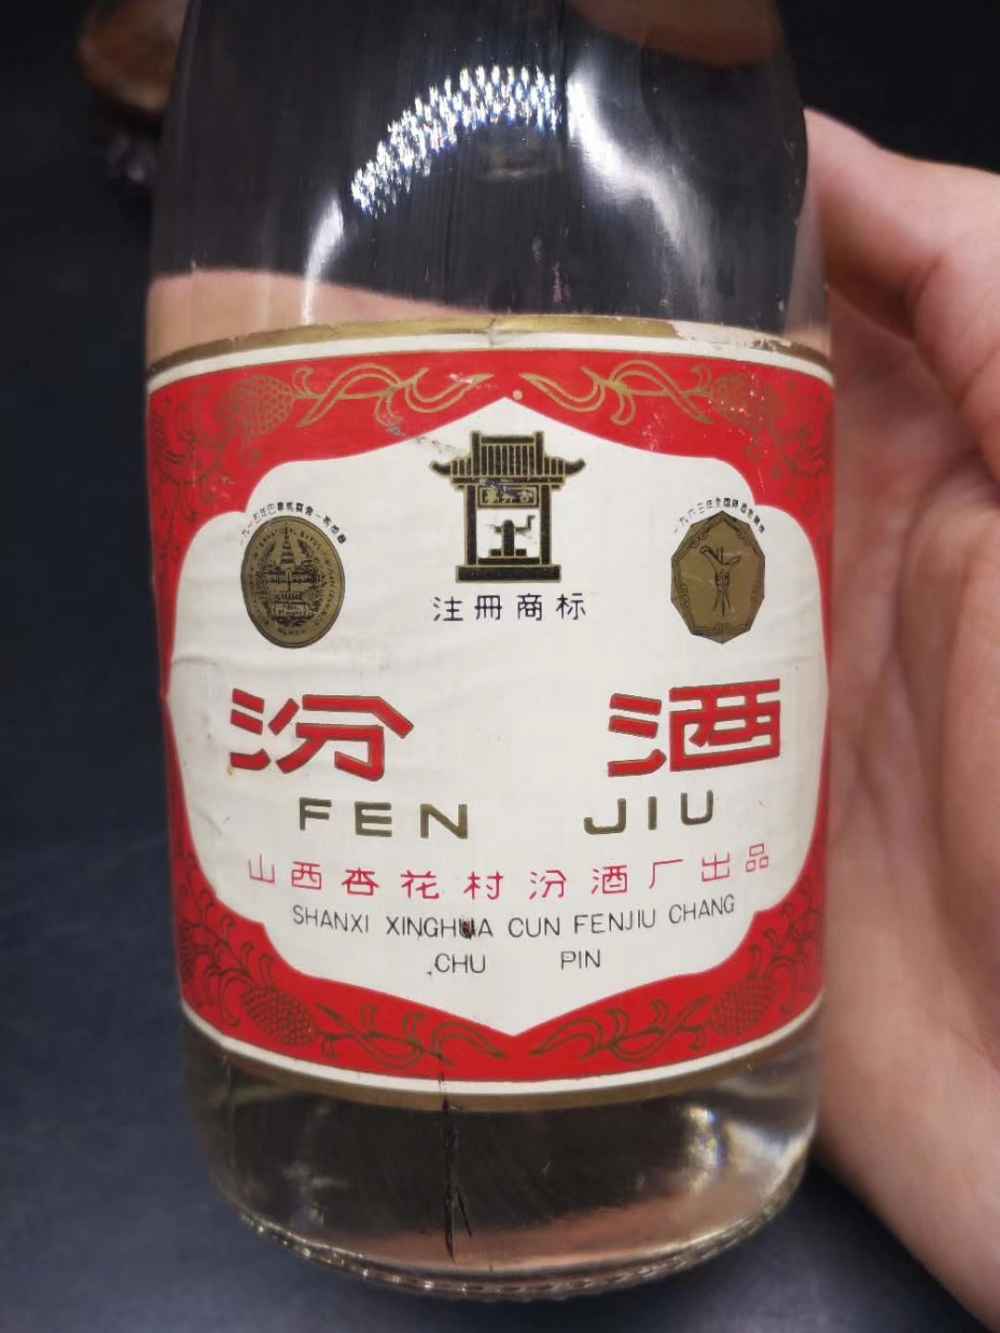 注冊商标
汾酒
FEN JIU
山西杏花村汾酒厂出品
SHANXI XINGHUA CUN FENJIU CHANG
CHU PIN